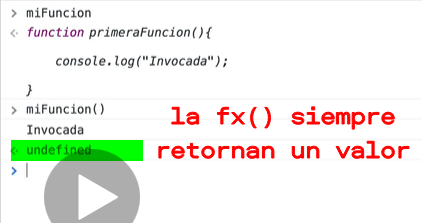 > miFuncion
<· function primeraFuncion(){
console.log("Invocada");
}
> miFuncion()
Invocada
<· undefined
>
la fx() siempre
retornan un valor